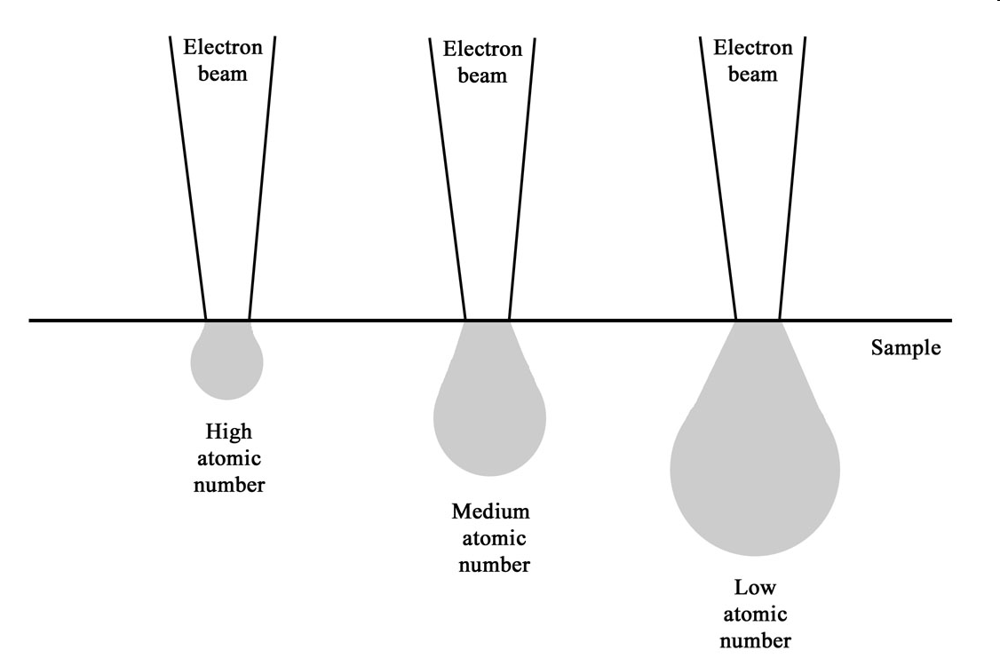 Electron
beam
Electron
beam
Electron
beam
Sample
High
atomic
number
Medium
atomic
number
Low
atomic
number